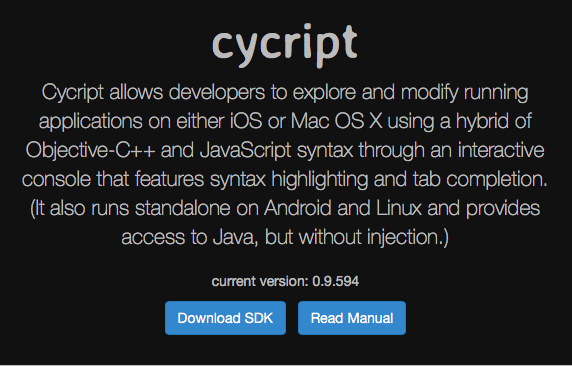 cycript
Cycript allows developers to explore and modify running
applications on either iOS or Mac OS X using a hybrid of
Objective-C++ and JavaScript syntax through an interactive
console that features syntax highlighting and tab completion.
(It also runs standalone on Android and Linux and provides
access to Java, but without injection.)
current version: 0.9.594
Download SDK
Read Manual